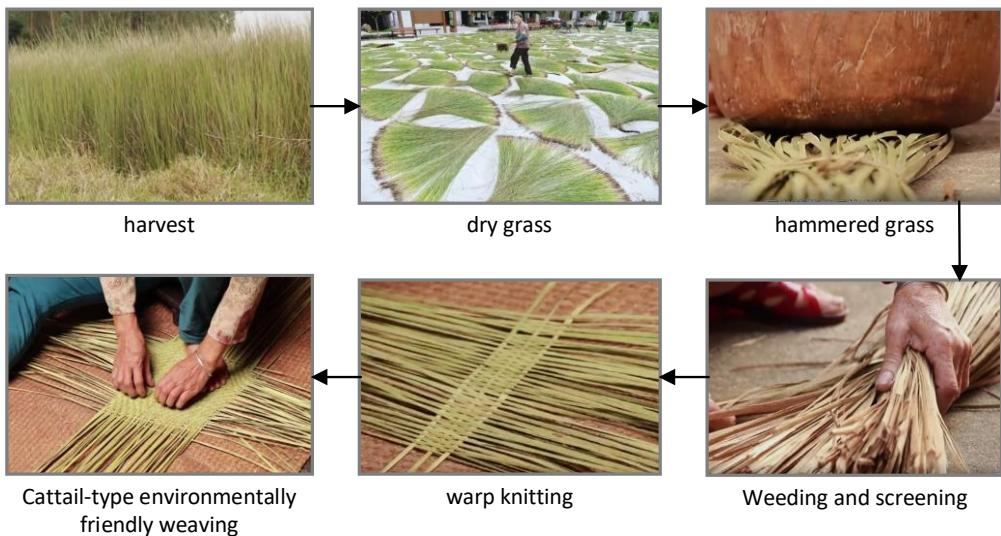 harvest
dry grass
hammered grass
Cattail-type environmentally
friendly weaving
warp knitting
Weeding and screening